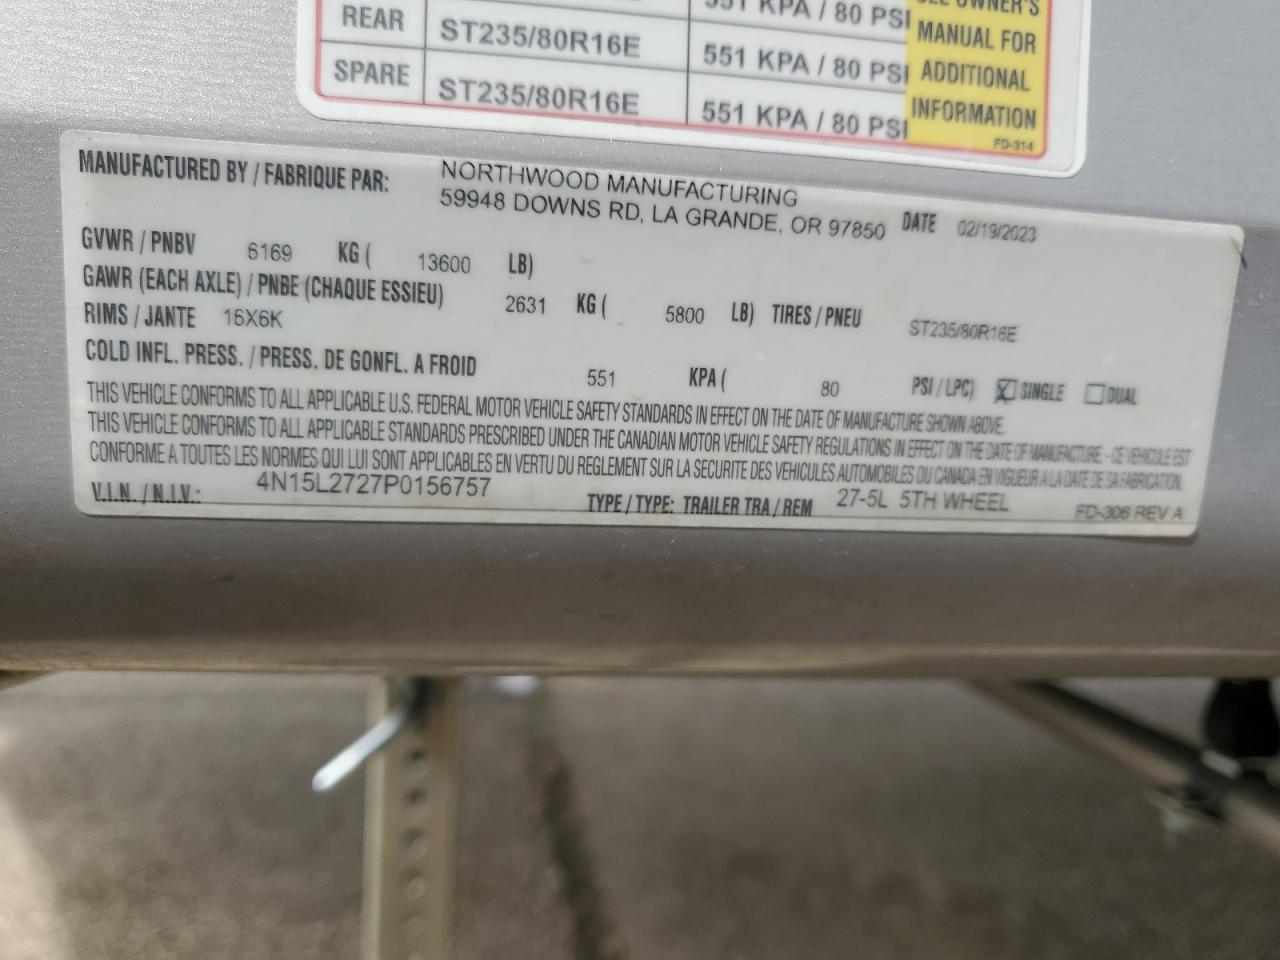 551 KPA / 80 PSI
REAR ST235/80R16E 551 KPA / 80 PSI
SPARE ST235/80R16E 551 KPA / 80 PSI
SEE OWNER'S
MANUAL FOR
ADDITIONAL
INFORMATION
FD-314
MANUFACTURED BY / FABRIQUE PAR: NORTHWOOD MANUFACTURING
59948 DOWNS RD, LA GRANDE, OR 97850 DATE 02/19/2023
GVWR / PNBV 6169 KG ( 13600 LB)
GAWR (EACH AXLE) / PNBE (CHAQUE ESSIEU) 2631 KG ( 5800 LB) TIRES / PNEU ST235/80R16E
RIMS / JANTE 16X6K
COLD INFL. PRESS. / PRESS. DE GONFL. A FROID 551 KPA ( 80 PSI / LPC) SINGLE DUAL
THIS VEHICLE CONFORMS TO ALL APPLICABLE U.S. FEDERAL MOTOR VEHICLE SAFETY STANDARDS IN EFFECT ON THE DATE OF MANUFACTURE SHOWN ABOVE.
THIS VEHICLE CONFORMS TO ALL APPLICABLE STANDARDS PRESCRIBED UNDER THE CANADIAN MOTOR VEHICLE SAFETY REGULATIONS IN EFFECT ON THE DATE OF MANUFACTURE. - CE VEHICULE EST
CONFORME A TOUTES LES NORMES QUI LUI SONT APPLICABLES EN VERTU DU REGLEMENT SUR LA SECURITE DES VEHICULES AUTOMOBILES DU CANADA EN VIGUEUR A LA DATE DE SA FABRICATION.
V.I.N. / N.I.V.: 4N15L2727P0156757 TYPE / TYPE: TRAILER TRA / REM 27-5L 5TH WHEEL FD-306 REV A